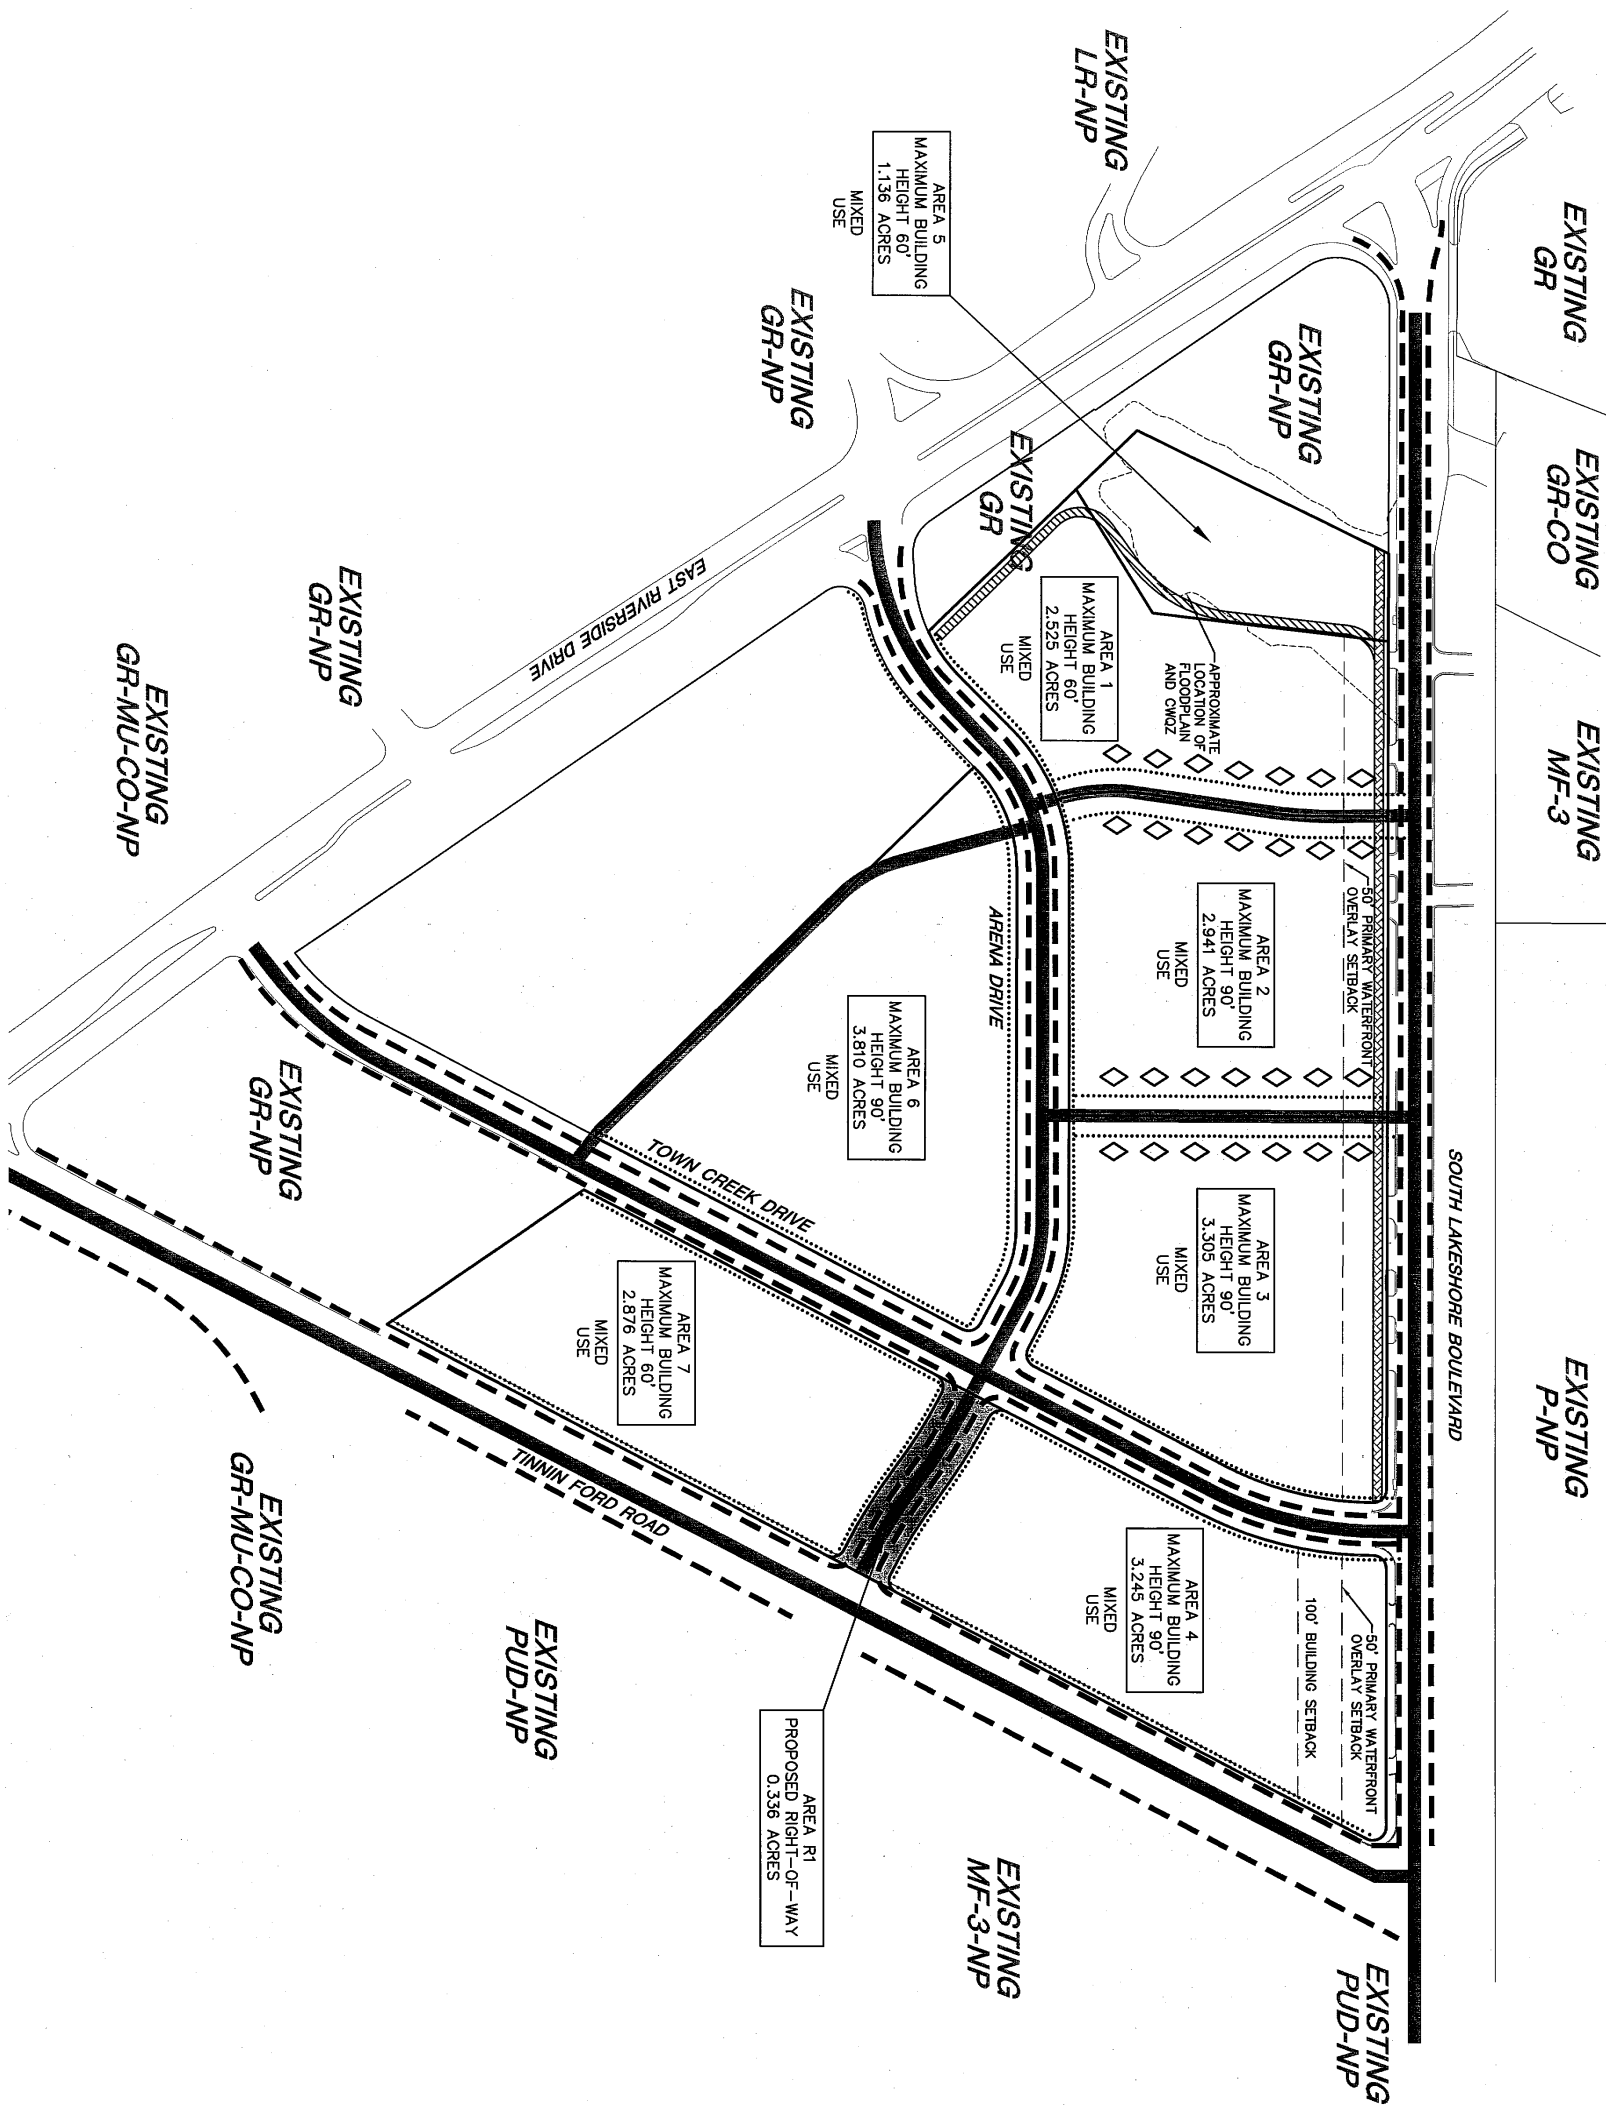 EXISTING
GR
EXISTING
GR-CO
EXISTING
MF-3
EXISTING
P-NP
EXISTING
LR-NP
EXISTING
GR-NP
SOUTH LAKESHORE BOULEVARD
EXISTING
PUD-NP
AREA 5
MAXIMUM BUILDING
HEIGHT 60'
1.136 ACRES
MIXED
USE
EXISTING
GR
APPROXIMATE
LOCATION OF
FLOODPLAIN
AND CWQZ
AREA 1
MAXIMUM BUILDING
HEIGHT 60'
2.525 ACRES
MIXED
USE
50' PRIMARY WATERFRONT
OVERLAY SETBACK
AREA 2
MAXIMUM BUILDING
HEIGHT 90'
2.941 ACRES
MIXED
USE
AREA 3
MAXIMUM BUILDING
HEIGHT 90'
3.305 ACRES
MIXED
USE
50' PRIMARY WATERFRONT
OVERLAY SETBACK
100' BUILDING SETBACK
AREA 4
MAXIMUM BUILDING
HEIGHT 90'
3.245 ACRES
MIXED
USE
EXISTING
GR-NP
ARENA DRIVE
AREA 6
MAXIMUM BUILDING
HEIGHT 90'
3.810 ACRES
MIXED
USE
EXISTING
MF-3-NP
EAST RIVERSIDE DRIVE
TOWN CREEK DRIVE
AREA R1
PROPOSED RIGHT-OF-WAY
0.336 ACRES
AREA 7
MAXIMUM BUILDING
HEIGHT 60'
2.876 ACRES
MIXED
USE
TINNIN FORD ROAD
EXISTING
PUD-NP
EXISTING
GR-NP
EXISTING
GR-NP
EXISTING
GR-MU-CO-NP
EXISTING
GR-MU-CO-NP